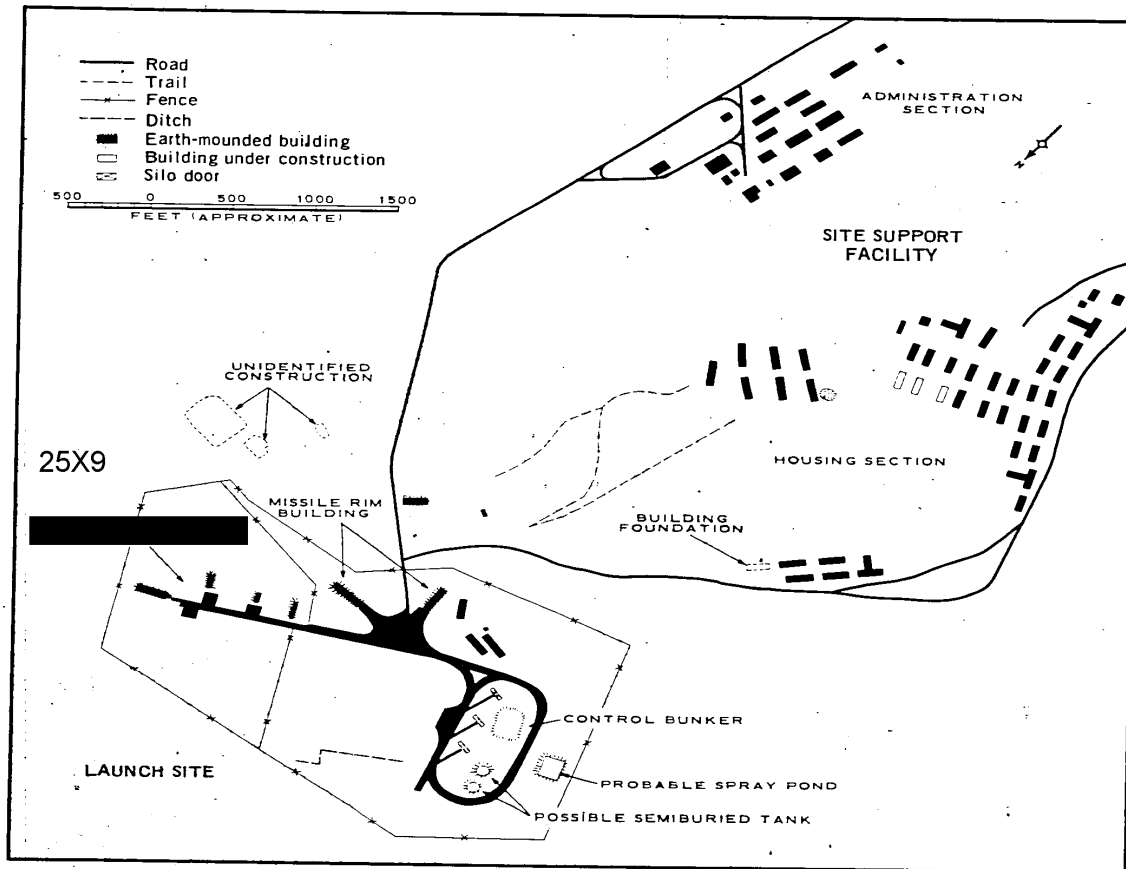 Road
Trail
Fence
Ditch
Earth-mounded building
Building under construction
Silo door
500 0 500 1000 1500
FEET (APPROXIMATE)
ADMINISTRATION
SECTION
N
SITE SUPPORT
FACILITY
UNIDENTIFIED
CONSTRUCTION
25X9
HOUSING SECTION
MISSILE RIM
BUILDING
BUILDING
FOUNDATION
CONTROL BUNKER
LAUNCH SITE
PROBABLE SPRAY POND
POSSIBLE SEMIBURIED TANK